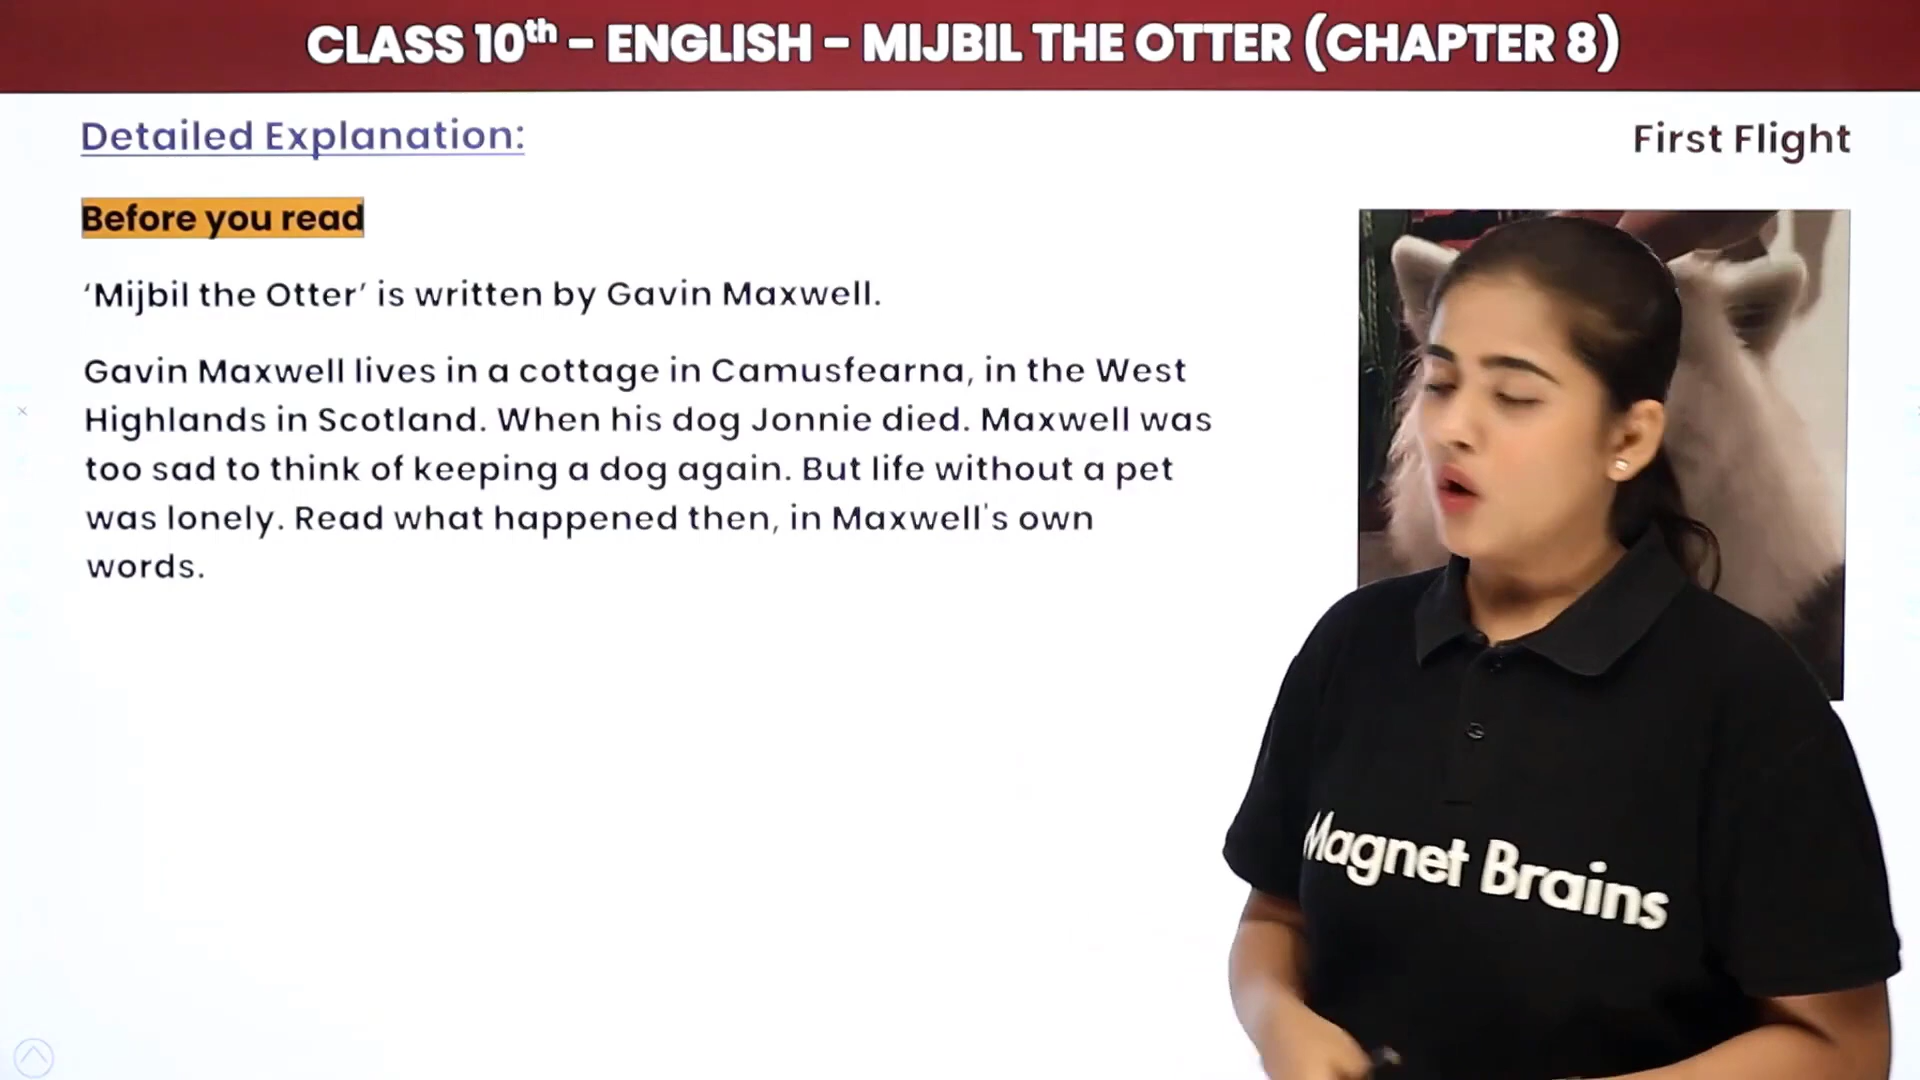 CLASS 10th – ENGLISH – MIJBIL THE OTTER (CHAPTER 8)
Detailed Explanation:
First Flight
Before you read
‘Mijbil the Otter’ is written by Gavin Maxwell.
Gavin Maxwell lives in a cottage in Camusfearna, in the West
Highlands in Scotland. When his dog Jonnie died. Maxwell was
too sad to think of keeping a dog again. But life without a pet
was lonely. Read what happened then, in Maxwell's own
words.
Magnet Brains